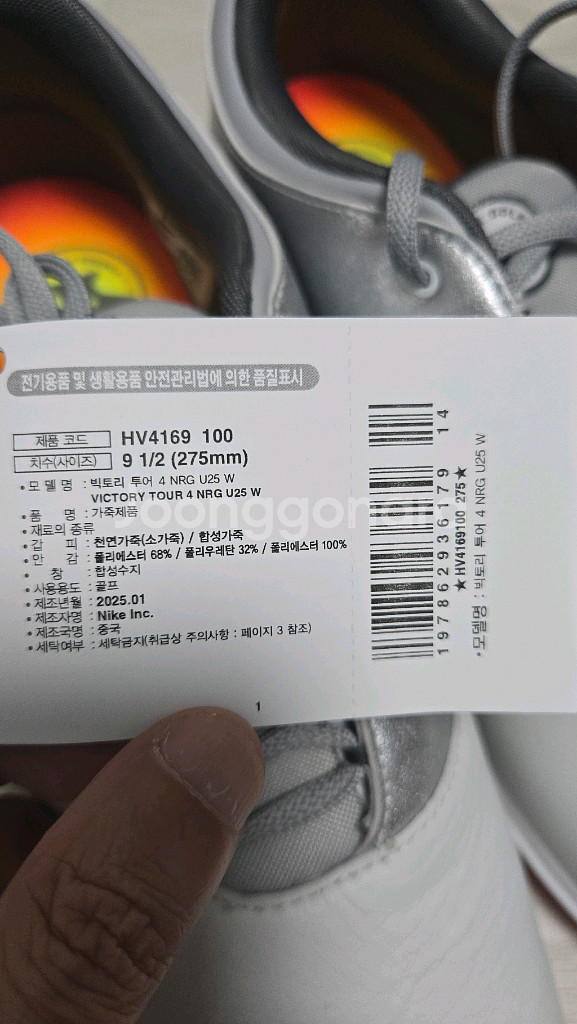 전기용품 및 생활용품 안전관리법에 의한 품질표시
제품 코드 HV4169 100
치수(사이즈) 9 1/2 (275mm)
• 모 델 명 : 빅토리 투어 4 NRG U25 W
VICTORY TOUR 4 NRG U25 W
• 품 명 : 가죽제품
• 재료의 종류
• 겉 피 : 천연가죽(소가죽) / 합성가죽
• 안 감 : 폴리에스터 68% / 폴리우레탄 32% / 폴리에스터 100%
• 창 : 합성수지
• 사용용도 : 골프
• 제조년월 : 2025.01
• 제조자명 : Nike Inc.
• 제조국명 : 중국
• 세탁여부 : 세탁금지(취급상 주의사항 : 페이지 3 참조)
1
14
★HV4169100 275★
• 모델명 : 빅토리 투어 4 NRG U25 W
joonggonara